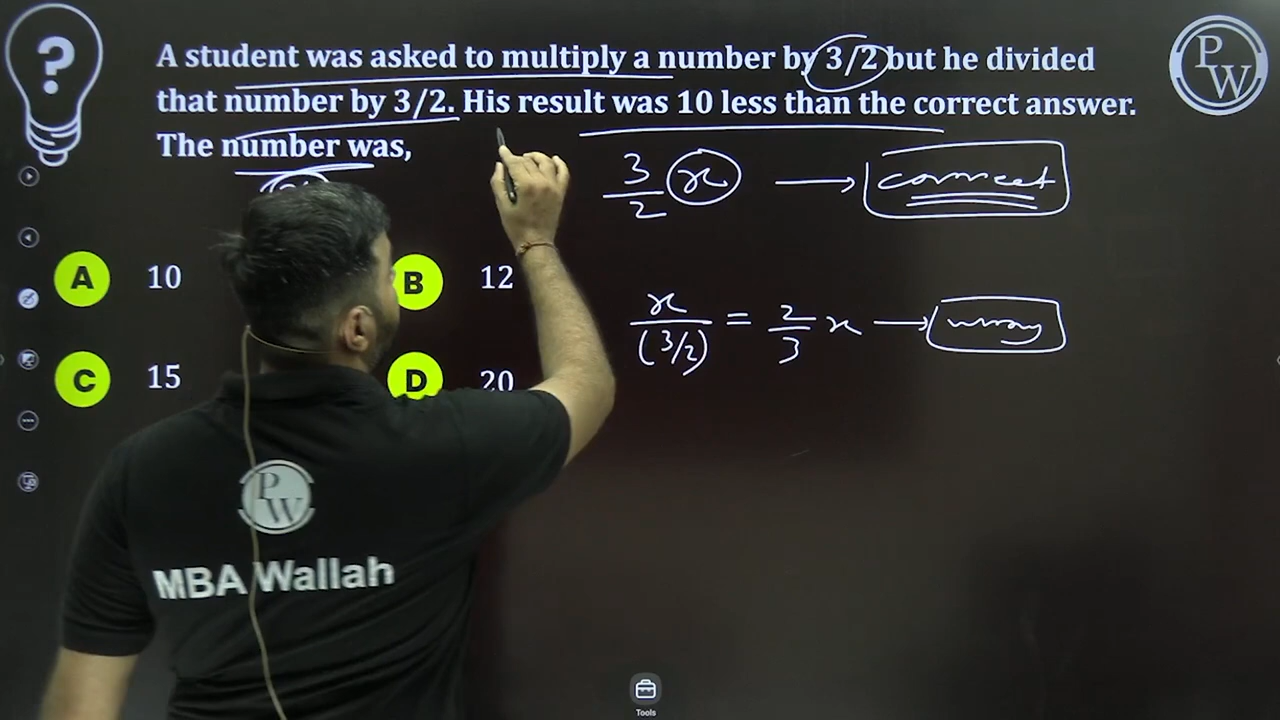 A student was asked to multiply a number by 3/2 but he divided
that number by 3/2. His result was 10 less than the correct answer.
The number was,
3/2 x → correct
A 10
B 12
x/(3/2) = 2/3 x → wrong
C 15
D 20
PW
PW
MBA Wallah
Tools